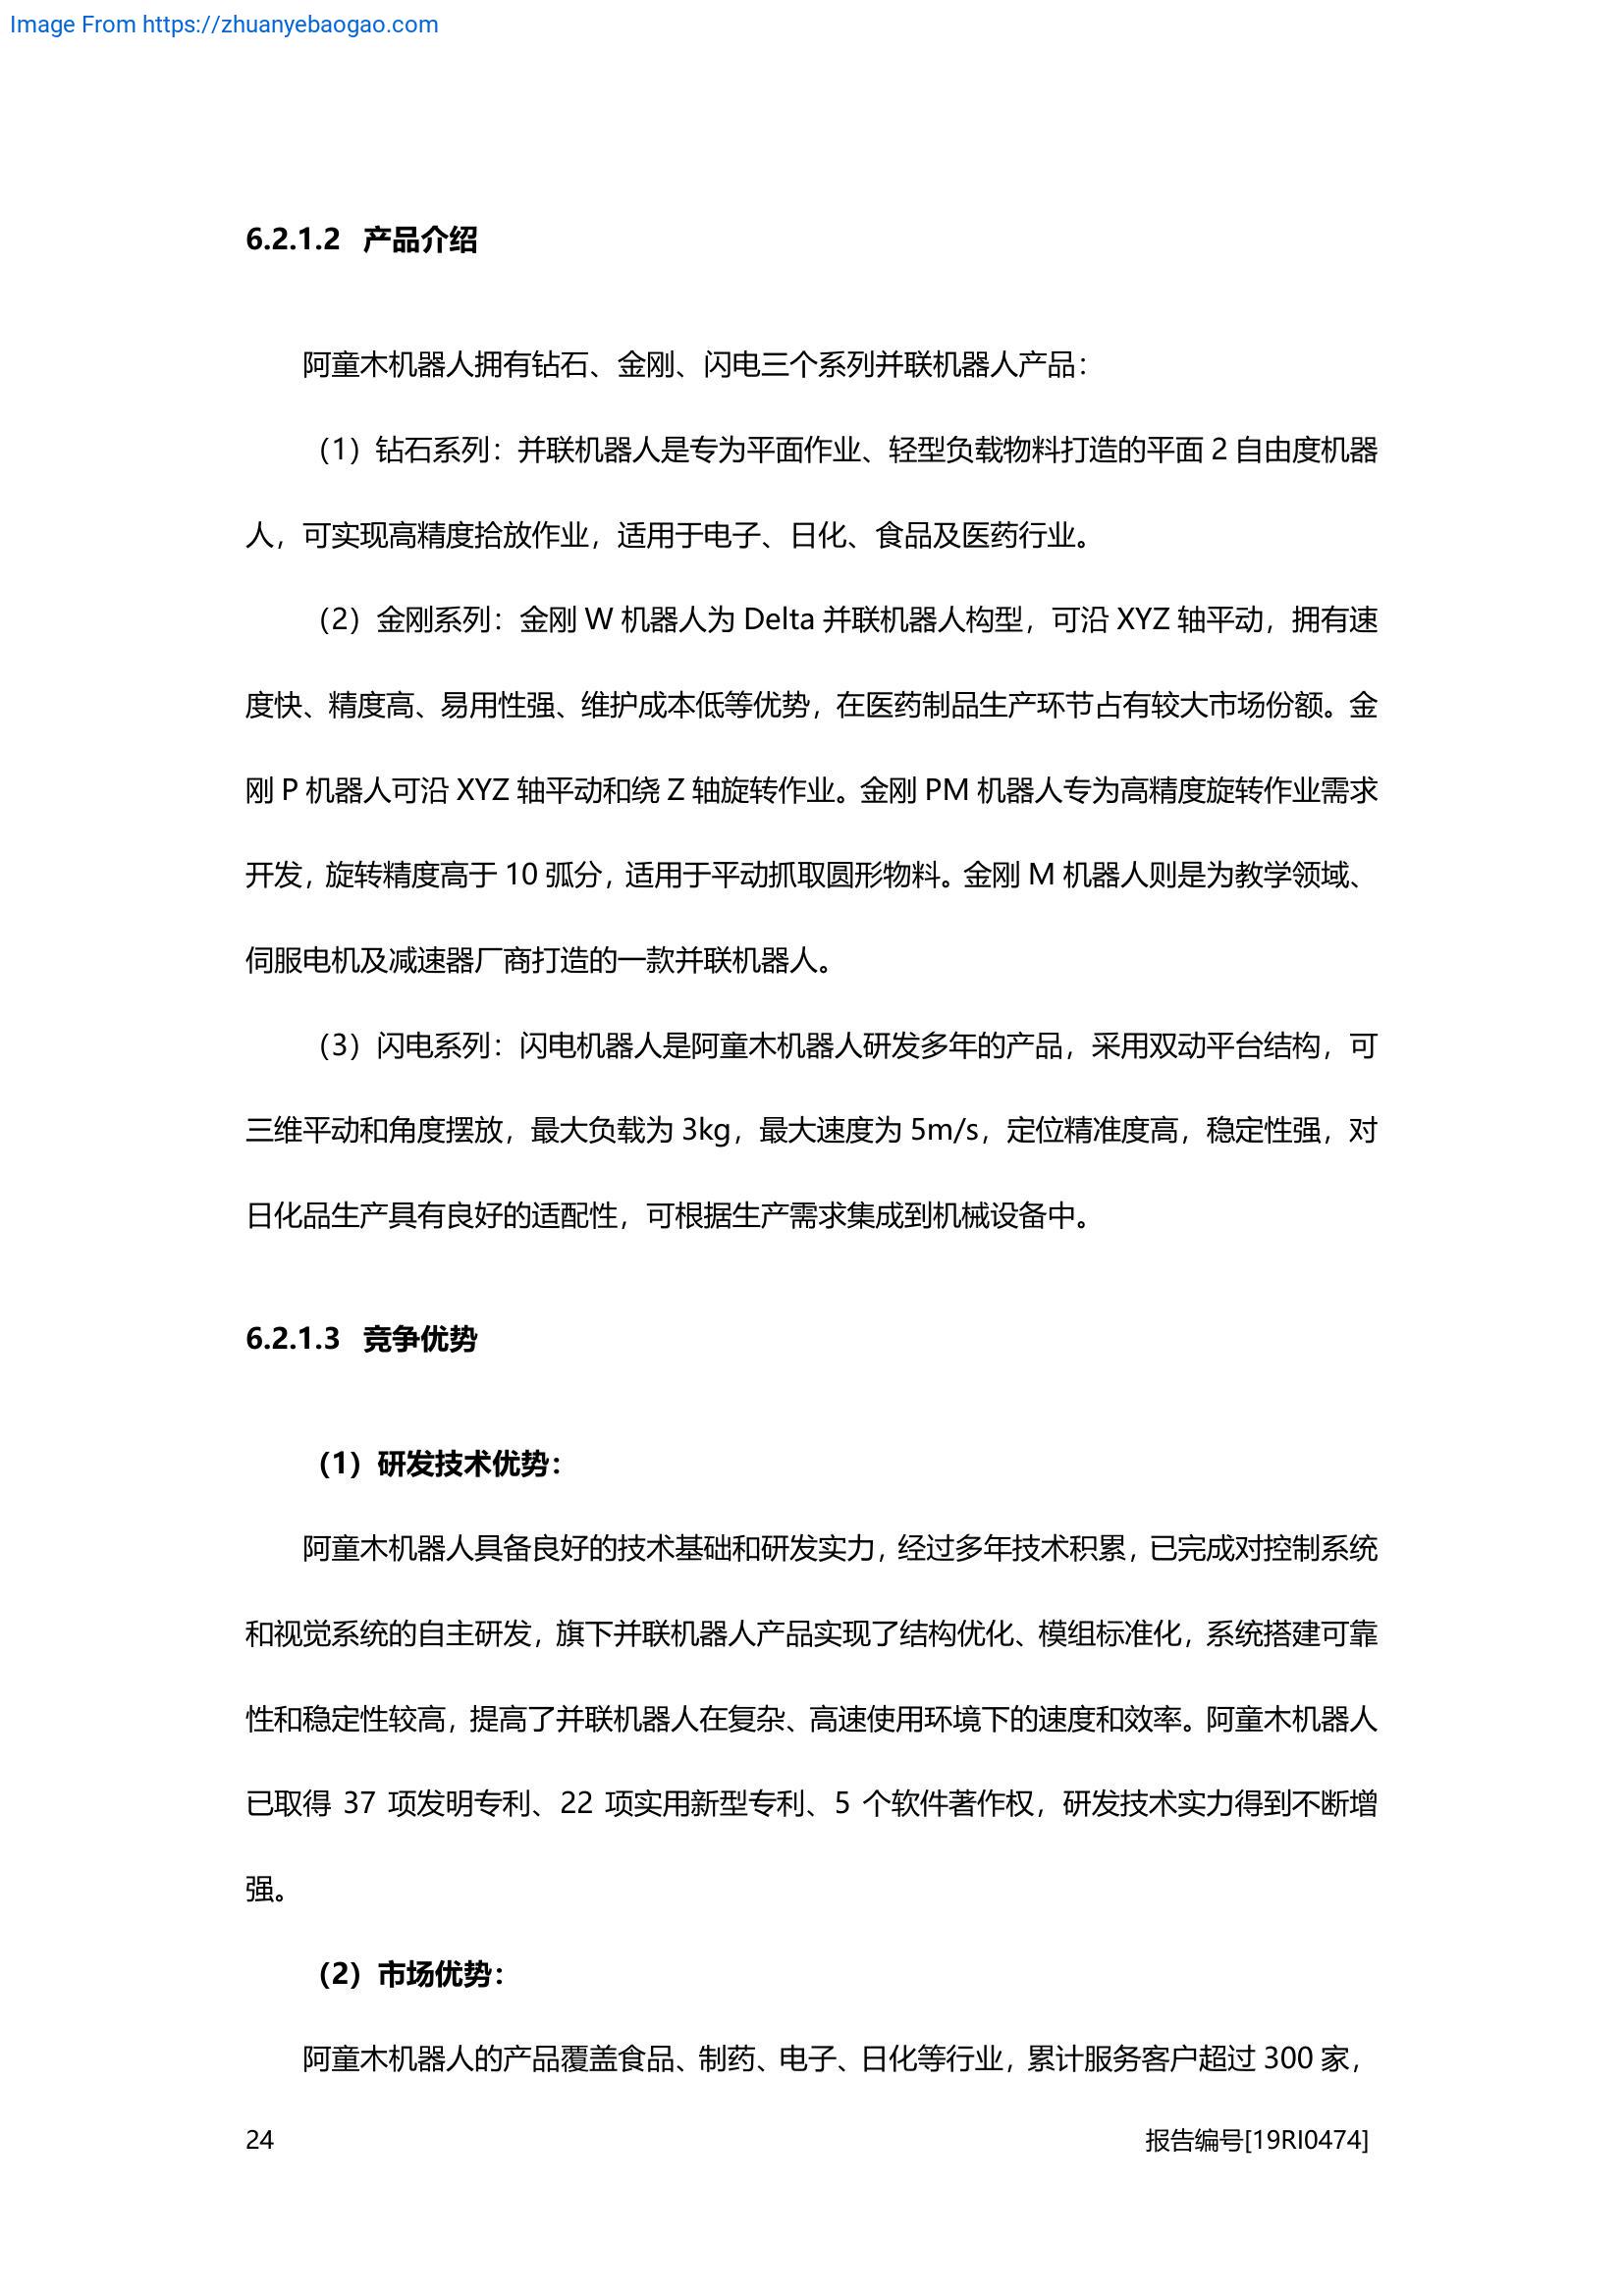 Image From https://zhuanyebaogao.com
6.2.1.2 产品介绍
阿童木机器人拥有钻石、金刚、闪电三个系列并联机器人产品：
（1）钻石系列：并联机器人是专为平面作业、轻型负载物料打造的平面 2 自由度机器
人，可实现高精度拾放作业，适用于电子、日化、食品及医药行业。
（2）金刚系列：金刚 W 机器人为 Delta 并联机器人构型，可沿 XYZ 轴平动，拥有速
度快、精度高、易用性强、维护成本低等优势，在医药制品生产环节占有较大市场份额。金
刚 P 机器人可沿 XYZ 轴平动和绕 Z 轴旋转作业。金刚 PM 机器人专为高精度旋转作业需求
开发，旋转精度高于 10 弧分，适用于平动抓取圆形物料。金刚 M 机器人则是为教学领域、
伺服电机及减速器厂商打造的一款并联机器人。
（3）闪电系列：闪电机器人是阿童木机器人研发多年的产品，采用双动平台结构，可
三维平动和角度摆放，最大负载为 3kg，最大速度为 5m/s，定位精准度高，稳定性强，对
日化品生产具有良好的适配性，可根据生产需求集成到机械设备中。
6.2.1.3 竞争优势
（1）研发技术优势：
阿童木机器人具备良好的技术基础和研发实力，经过多年技术积累，已完成对控制系统
和视觉系统的自主研发，旗下并联机器人产品实现了结构优化、模组标准化，系统搭建可靠
性和稳定性较高，提高了并联机器人在复杂、高速使用环境下的速度和效率。阿童木机器人
已取得 37 项发明专利、22 项实用新型专利、5 个软件著作权，研发技术实力得到不断增
强。
（2）市场优势：
阿童木机器人的产品覆盖食品、制药、电子、日化等行业，累计服务客户超过 300 家，
24 报告编号[19RI0474]